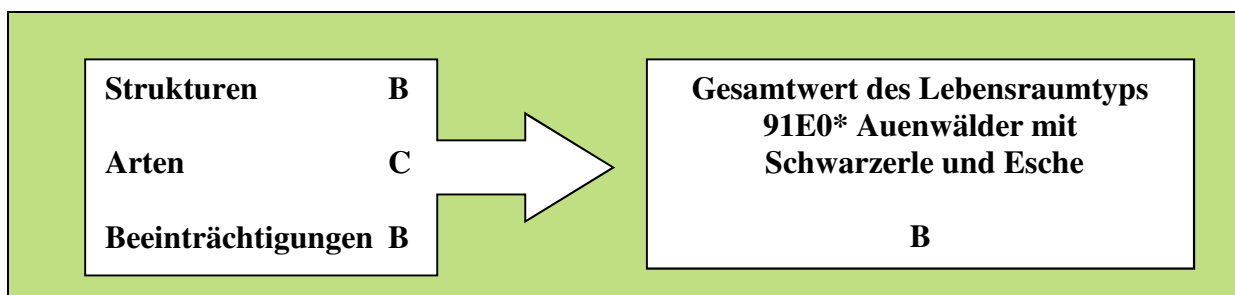 Strukturen B
Arten C
Beeinträchtigungen B
Gesamtwert des Lebensraumtyps
91E0* Auenwälder mit
Schwarzerle und Esche
B